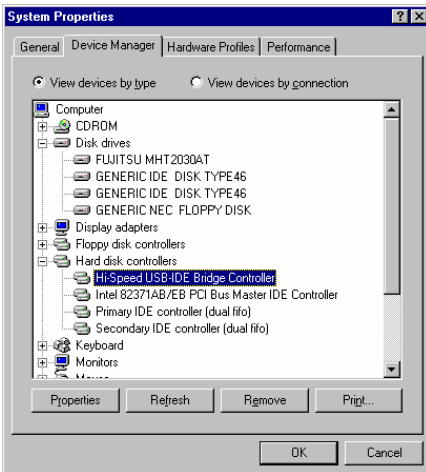 System Properties
General Device Manager Hardware Profiles Performance
View devices by type View devices by connection
Computer
CDROM
Disk drives
FUJITSU MHT2030AT
GENERIC IDE DISK TYPE46
GENERIC IDE DISK TYPE46
GENERIC NEC FLOPPY DISK
Display adapters
Floppy disk controllers
Hard disk controllers
Hi-Speed USB-IDE Bridge Controller
Intel 82371AB/EB PCI Bus Master IDE Controller
Primary IDE controller (dual fifo)
Secondary IDE controller (dual fifo)
Keyboard
Monitors
Properties Refresh Remove Print...
OK Cancel